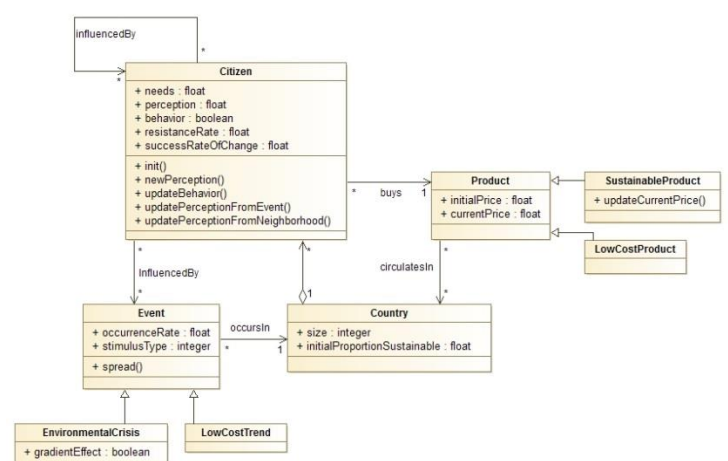 influencedBy
*
*
Citizen
+ needs : float
+ perception : float
+ behavior : boolean
+ resistanceRate : float
+ successRateOfChange : float
+ init()
+ newPerception()
+ updateBehavior()
+ updatePerceptionFromEvent()
+ updatePerceptionFromNeighborhood()
* buys 1
Product
+ initialPrice : float
+ currentPrice : float
SustainableProduct
+ updateCurrentPrice()
LowCostProduct
*
InfluencedBy
*
*
1
*
circulatesIn
*
Event
+ occurrenceRate : float
+ stimulusType : integer
+ spread()
occursIn
* 1
Country
+ size : integer
+ initialProportionSustainable : float
EnvironmentalCrisis
+ gradientEffect : boolean
LowCostTrend